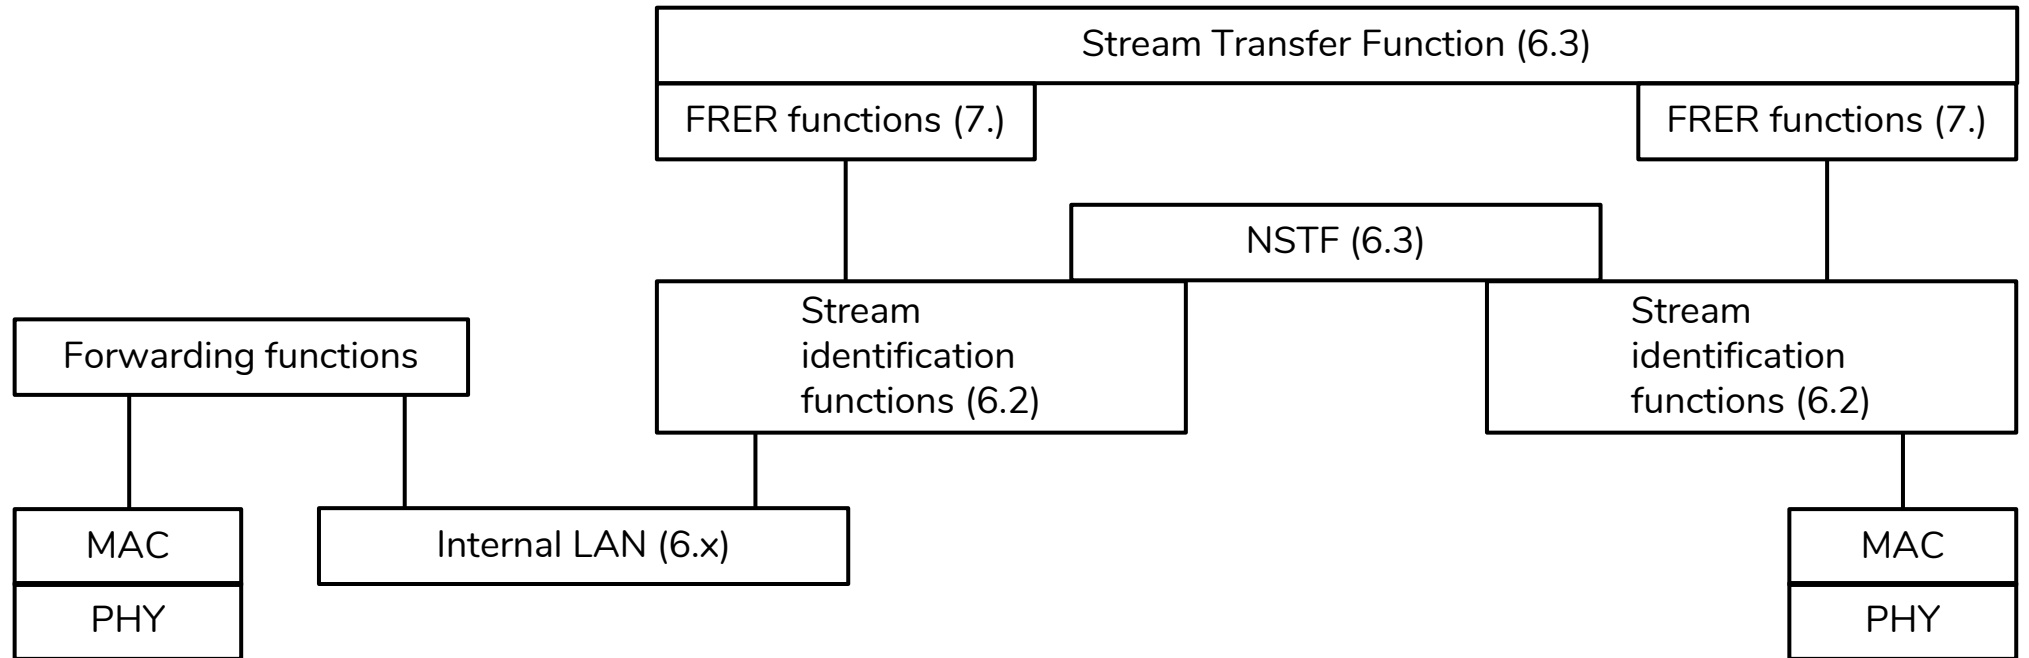 Stream Transfer Function (6.3)
FRER functions (7.)
FRER functions (7.)
NSTF (6.3)
Stream
identification
functions (6.2)
Stream
identification
functions (6.2)
Forwarding functions
MAC
PHY
Internal LAN (6.x)
MAC
PHY